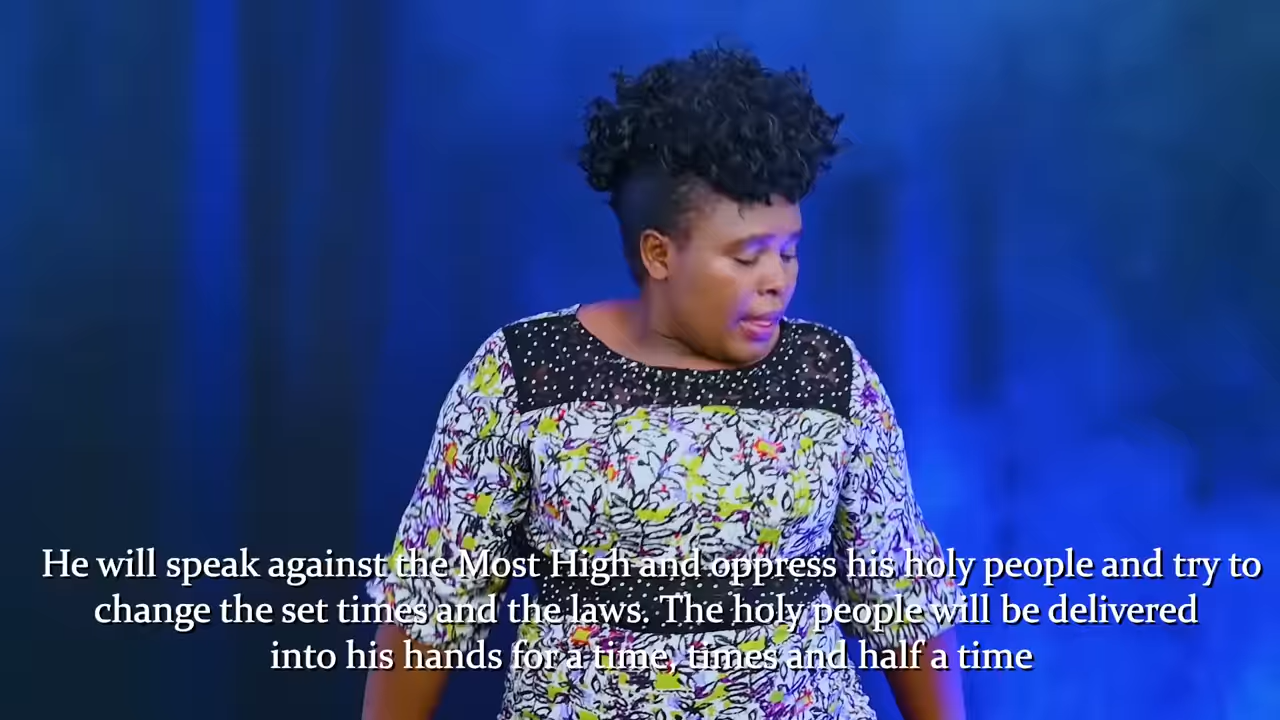 He will speak against the Most High and oppress his holy people and try to
change the set times and the laws. The holy people will be delivered
into his hands for a time, times and half a time